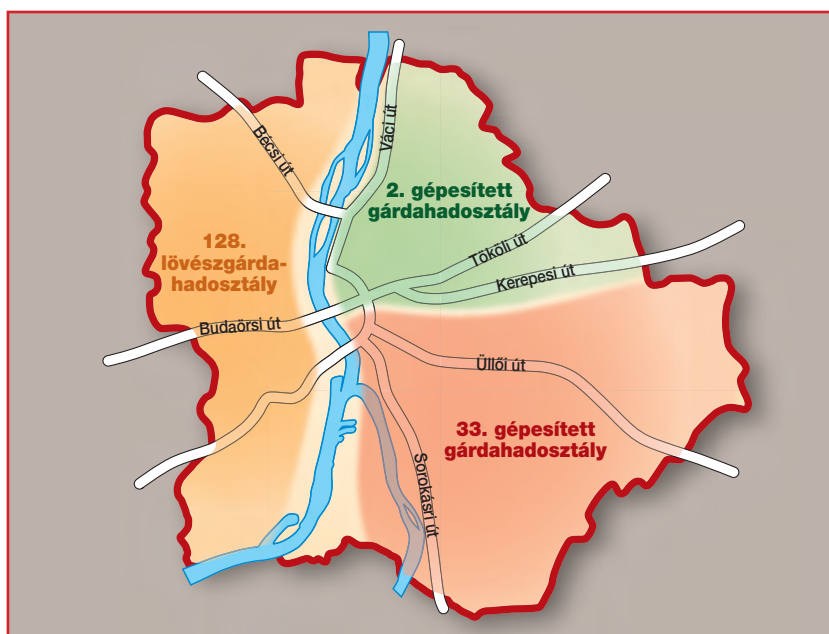 Bécsi út
Váci út
2. gépesített
gárdahadosztály
128.
lövészgárda-
hadosztály
Tököli út
Kerepesi út
Budaörsi út
Üllői út
33. gépesített
gárdahadosztály
Sorokásri út